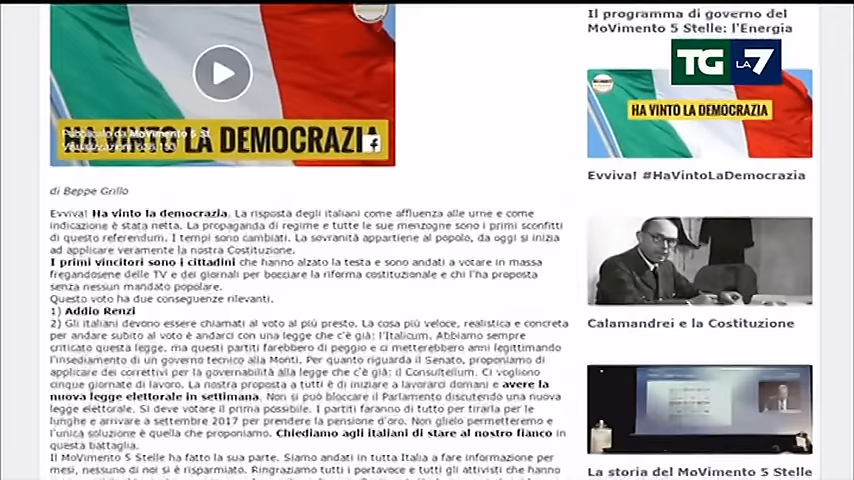 Il programma di governo del
MoVimento 5 Stelle: l'Energia
TG LA 7
HA VINTO LA DEMOCRAZIA
Pubblicato da MoVimento 5 St
Visualizzazioni:
HA VINTO LA DEMOCRAZIA
Evviva! #HaVintoLaDemocrazia
di Beppe Grillo
Evviva! Ha vinto la democrazia. La risposta degli italiani come affluenza alle urne e come
indicazione è stata netta. La propaganda di regime e tutte le sue menzogne sono i primi sconfitti
di questo referendum. I tempi sono cambiati. La sovranità appartiene al popolo, da oggi si inizia
ad applicare veramente la nostra Costituzione.
I primi vincitori sono i cittadini che hanno alzato la testa e sono andati a votare in massa
fregandosene delle TV e dei giornali per bocciare la riforma costituzionale e chi l'ha proposta
senza nessun mandato popolare.
Questo voto ha due conseguenze rilevanti.
1) Addio Renzi
2) Gli italiani devono essere chiamati al voto al più presto. La cosa più veloce, realistica e concreta
per andare subito al voto è andarci con una legge che c'è già: l'Italicum. Abbiamo sempre
criticato questa legge, ma questi partiti farebbero di peggio e ci metterebbero anni legittimando
l'insediamento di un governo tecnico alla Monti. Per quanto riguarda il Senato, proponiamo di
applicare dei correttivi per la governabilità alla legge che c'è già: il Consultellum. Ci vogliono
cinque giornate di lavoro. La nostra proposta a tutti è di iniziare a lavorarci domani e avere la
nuova legge elettorale in settimana. Non si può bloccare il Parlamento discutendo una nuova
legge elettorale. Si deve votare il prima possibile. I partiti faranno di tutto per tirarla per le
lunghe e arrivare a settembre 2017 per prendere la pensione d'oro. Non glielo permetteremo e
l'unica soluzione è quella che proponiamo. Chiediamo agli italiani di stare al nostro fianco in
questa battaglia.
Il MoVimento 5 Stelle ha fatto la sua parte. Siamo andati in tutta Italia a fare informazione per
mesi, nessuno di noi si è risparmiato. Ringraziamo tutti i portavoce e tutti gli attivisti che hanno
Calamandrei e la Costituzione
La storia del MoVimento 5 Stelle